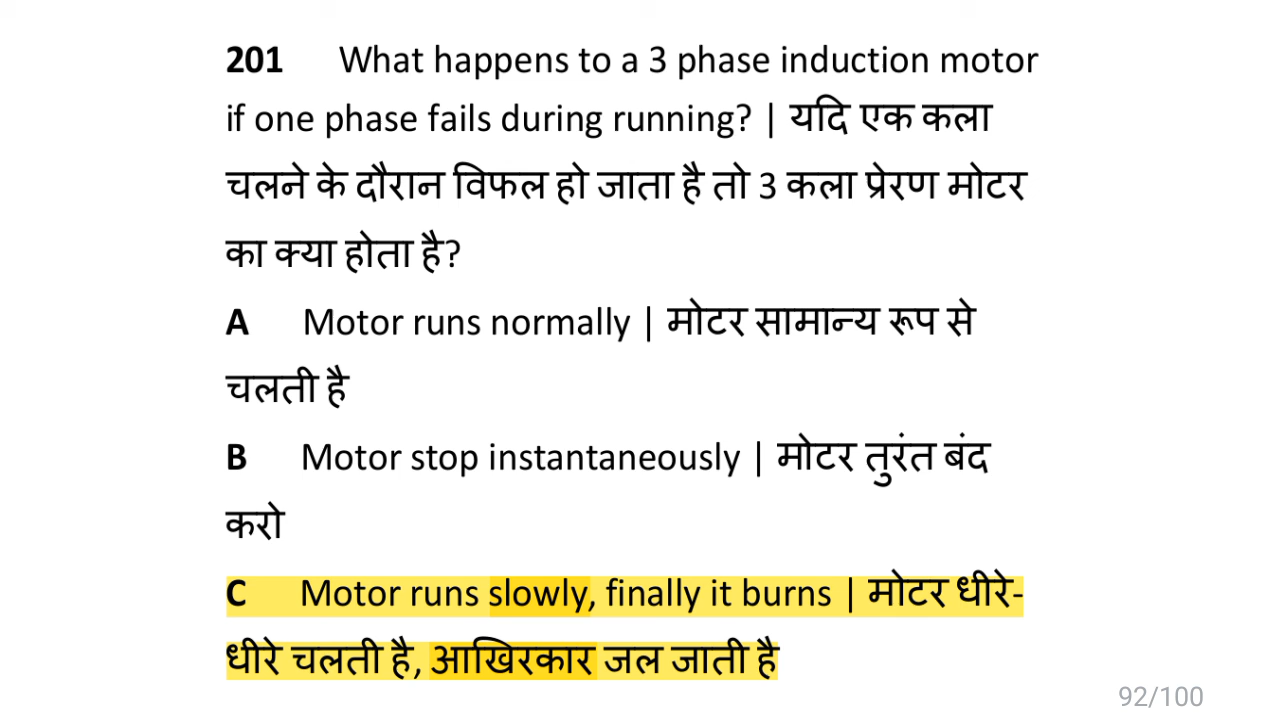 201 What happens to a 3 phase induction motor
if one phase fails during running? | यदि एक कला
चलने के दौरान विफल हो जाता है तो 3 कला प्रेरण मोटर
का क्या होता है?
A Motor runs normally | मोटर सामान्य रूप से
चलती है
B Motor stop instantaneously | मोटर तुरंत बंद
करो
C Motor runs slowly, finally it burns | मोटर धीरे-
धीरे चलती है, आखिरकार जल जाती है
92/100